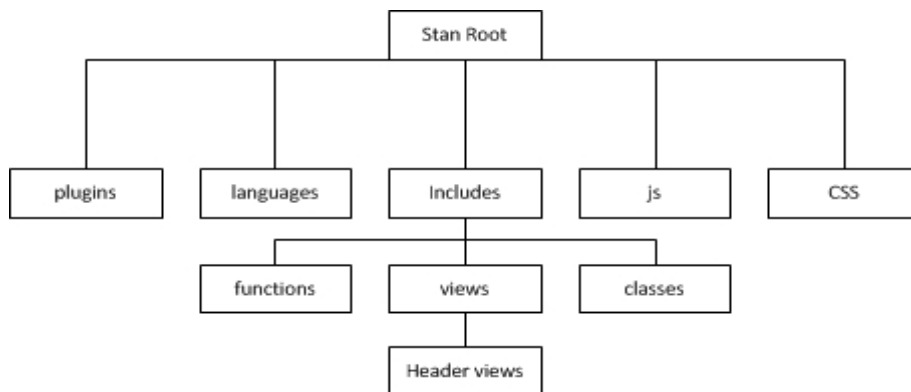 Stan Root
plugins
languages
Includes
js
CSS
functions
views
classes
Header views